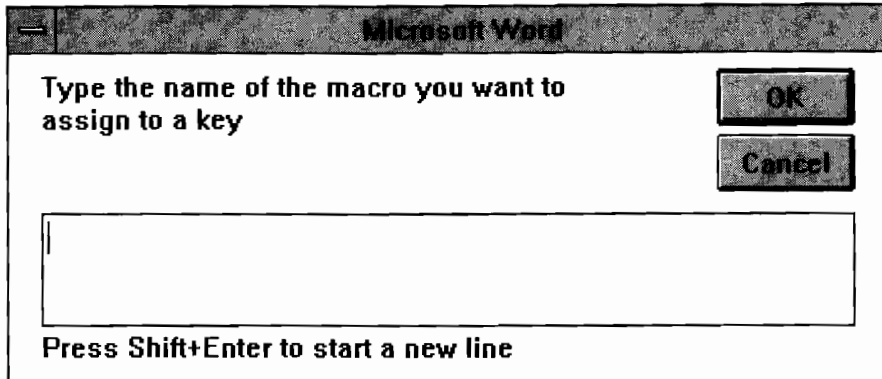 Microsoft Word
Type the name of the macro you want to
assign to a key
OK
Cancel
Press Shift+Enter to start a new line